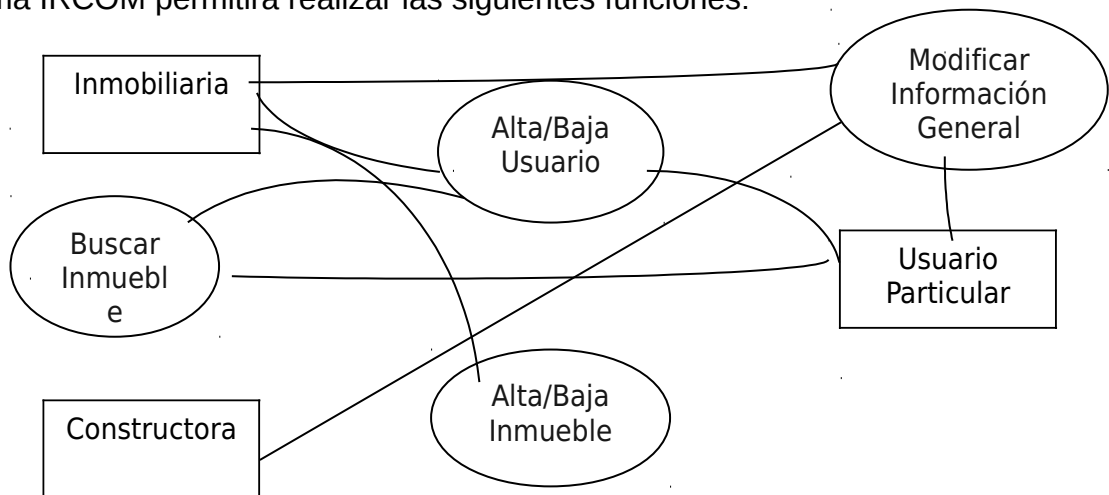 ma IRCOM permitirá realizar las siguientes funciones:
Inmobiliaria
Modificar
Información
General
Alta/Baja
Usuario
Buscar
Inmuebl
e
Usuario
Particular
Alta/Baja
Inmueble
Constructora